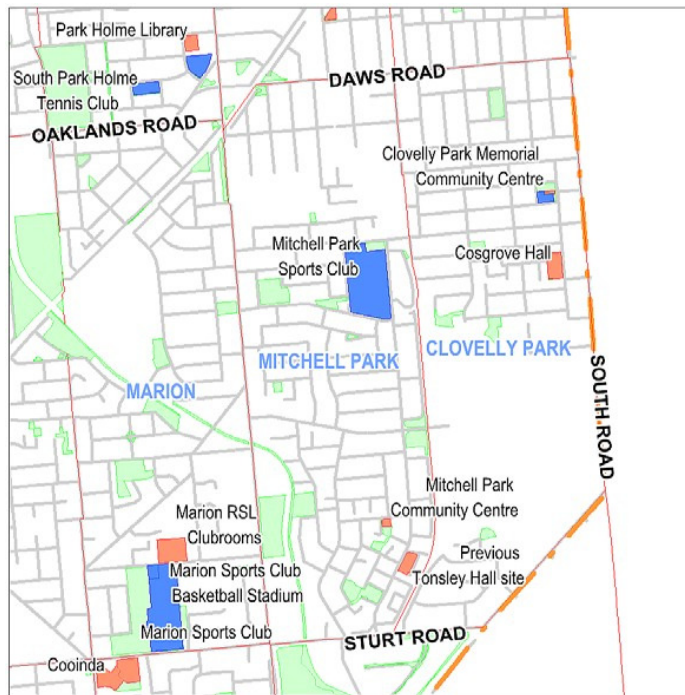 Park Holme Library
South Park Holme
Tennis Club
DAWS ROAD
OAKLANDS ROAD
Clovelly Park Memorial
Community Centre
Mitchell Park
Sports Club
Cosgrove Hall
CLOVELLY PARK
MITCHELL PARK
MARION
SOUTH ROAD
Mitchell Park
Community Centre
Marion RSL
Clubrooms
Previous
Tonsley Hall site
Marion Sports Club
Basketball Stadium
Marion Sports Club
STURT ROAD
Cooinda